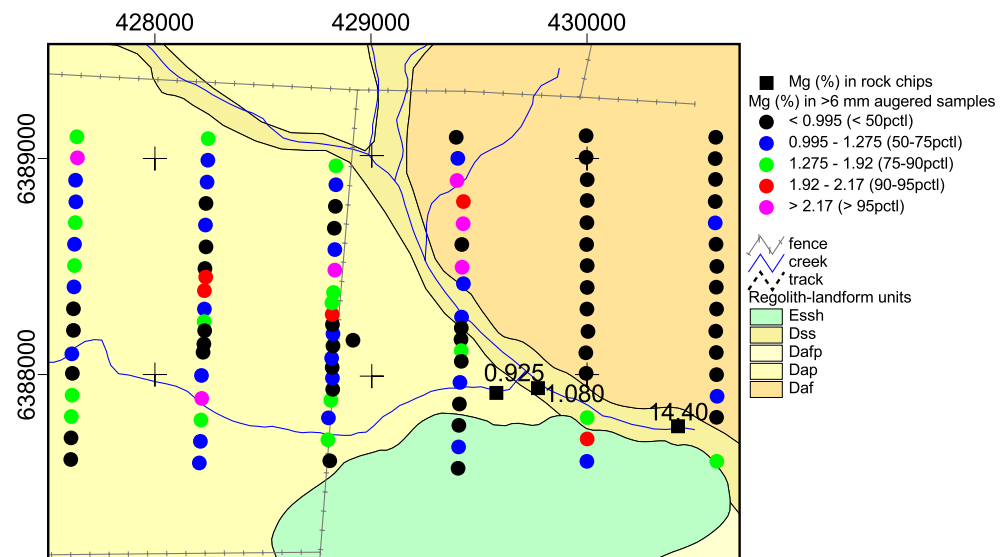 428000
429000
430000
6389000
6388000
0.925
1.080
14.40
Mg (%) in rock chips
Mg (%) in >6 mm augered samples
< 0.995 (< 50pctl)
0.995 - 1.275 (50-75pctl)
1.275 - 1.92 (75-90pctl)
1.92 - 2.17 (90-95pctl)
> 2.17 (> 95pctl)
fence
creek
track
Regolith-landform units
Essh
Dss
Dafp
Dap
Daf